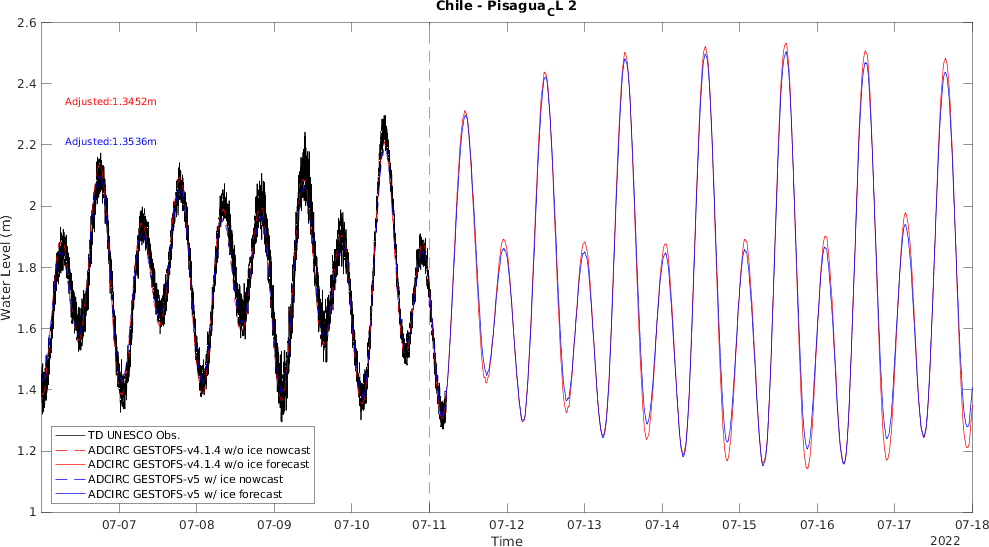 Chile - Pisagua_CL 2
2.6
2.4
2.2
2
1.8
1.6
1.4
1.2
1
Water Level (m)
Adjusted:1.3452m
Adjusted:1.3536m
TD UNESCO Obs.
ADCIRC GESTOFS-v4.1.4 w/o ice nowcast
ADCIRC GESTOFS-v4.1.4 w/o ice forecast
ADCIRC GESTOFS-v5 w/ ice nowcast
ADCIRC GESTOFS-v5 w/ ice forecast
07-07 07-08 07-09 07-10 07-11 07-12 07-13 07-14 07-15 07-16 07-17 07-18
Time
2022